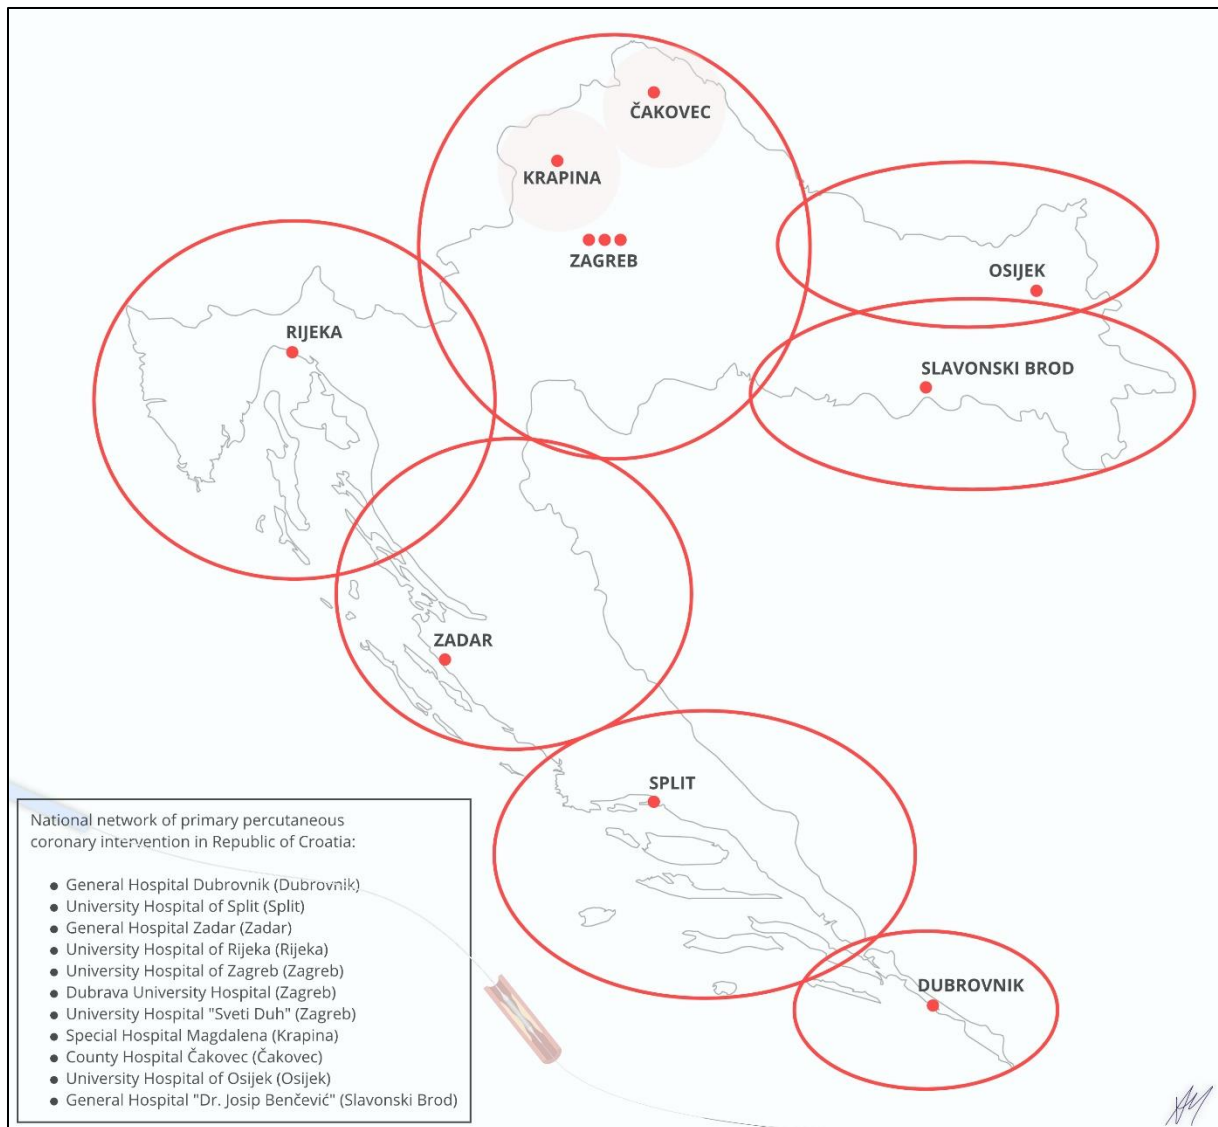 ČAKOVEC
KRAPINA
ZAGREB
OSIJEK
RIJEKA
SLAVONSKI BROD
ZADAR
SPLIT
DUBROVNIK
National network of primary percutaneous
coronary intervention in Republic of Croatia:
● General Hospital Dubrovnik (Dubrovnik)
● University Hospital of Split (Split)
● General Hospital Zadar (Zadar)
● University Hospital of Rijeka (Rijeka)
● University Hospital of Zagreb (Zagreb)
● Dubrava University Hospital (Zagreb)
● University Hospital "Sveti Duh" (Zagreb)
● Special Hospital Magdalena (Krapina)
● County Hospital Čakovec (Čakovec)
● University Hospital of Osijek (Osijek)
● General Hospital "Dr. Josip Benčević" (Slavonski Brod)